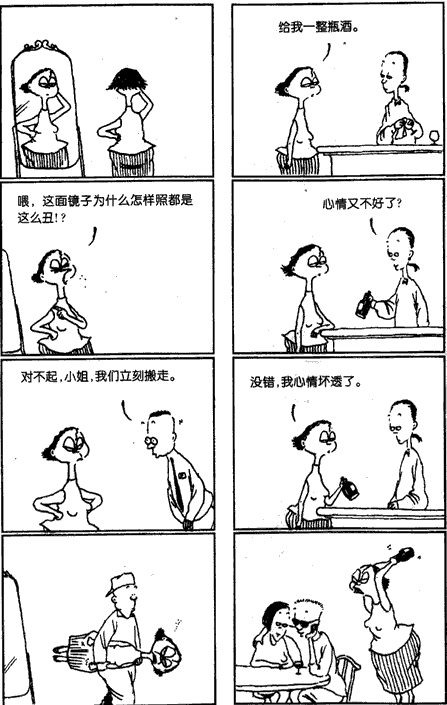 喂，这面镜子为什么怎样照都是
这么丑!?
对不起,小姐,我们立刻搬走。
给我一整瓶酒。
心情又不好了?
没错,我心情坏透了。